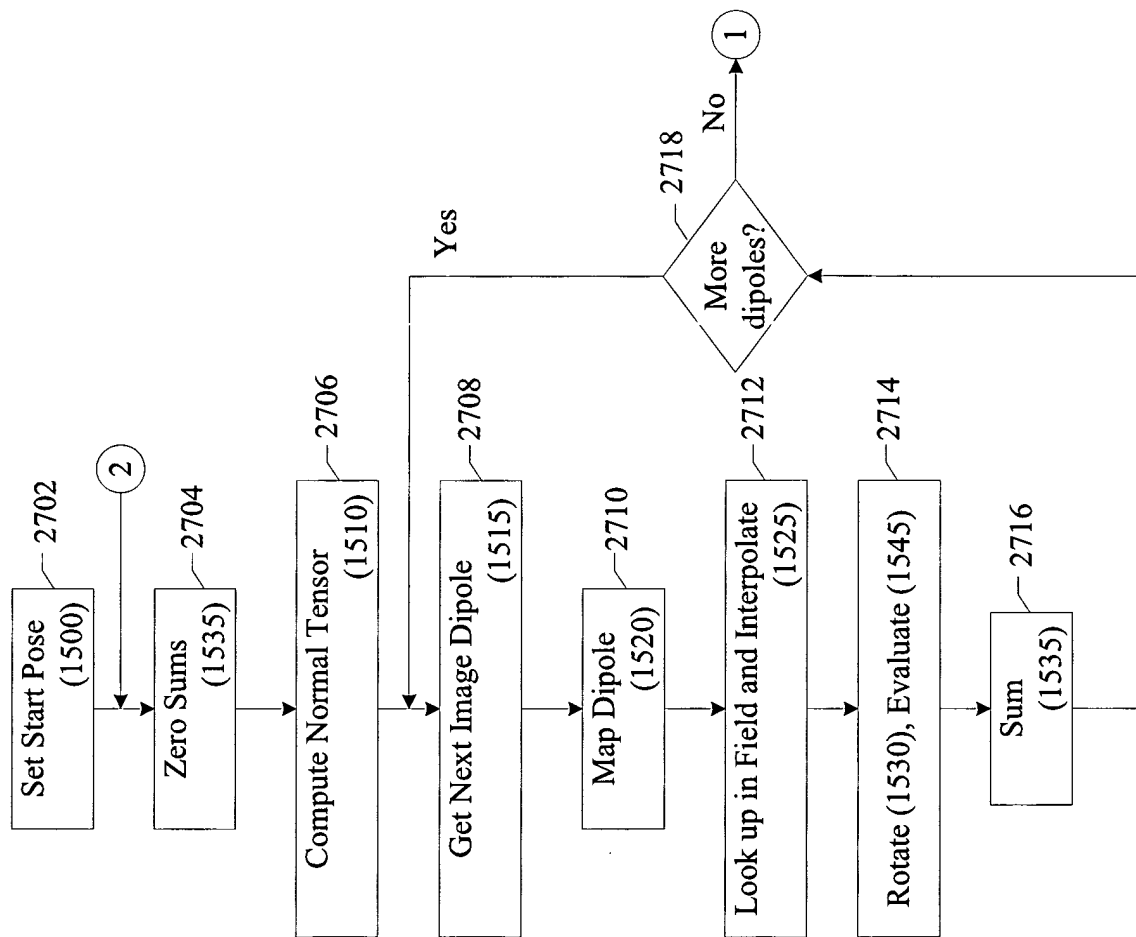 Set Start Pose
(1500)
2702
2
Zero Sums
(1535)
2704
Compute Normal Tensor
(1510)
2706
Get Next Image Dipole
(1515)
2708
Map Dipole
(1520)
2710
Look up in Field and Interpolate
(1525)
2712
Rotate (1530), Evaluate (1545)
2714
Sum
(1535)
2716
More
dipoles?
2718
Yes
No
1